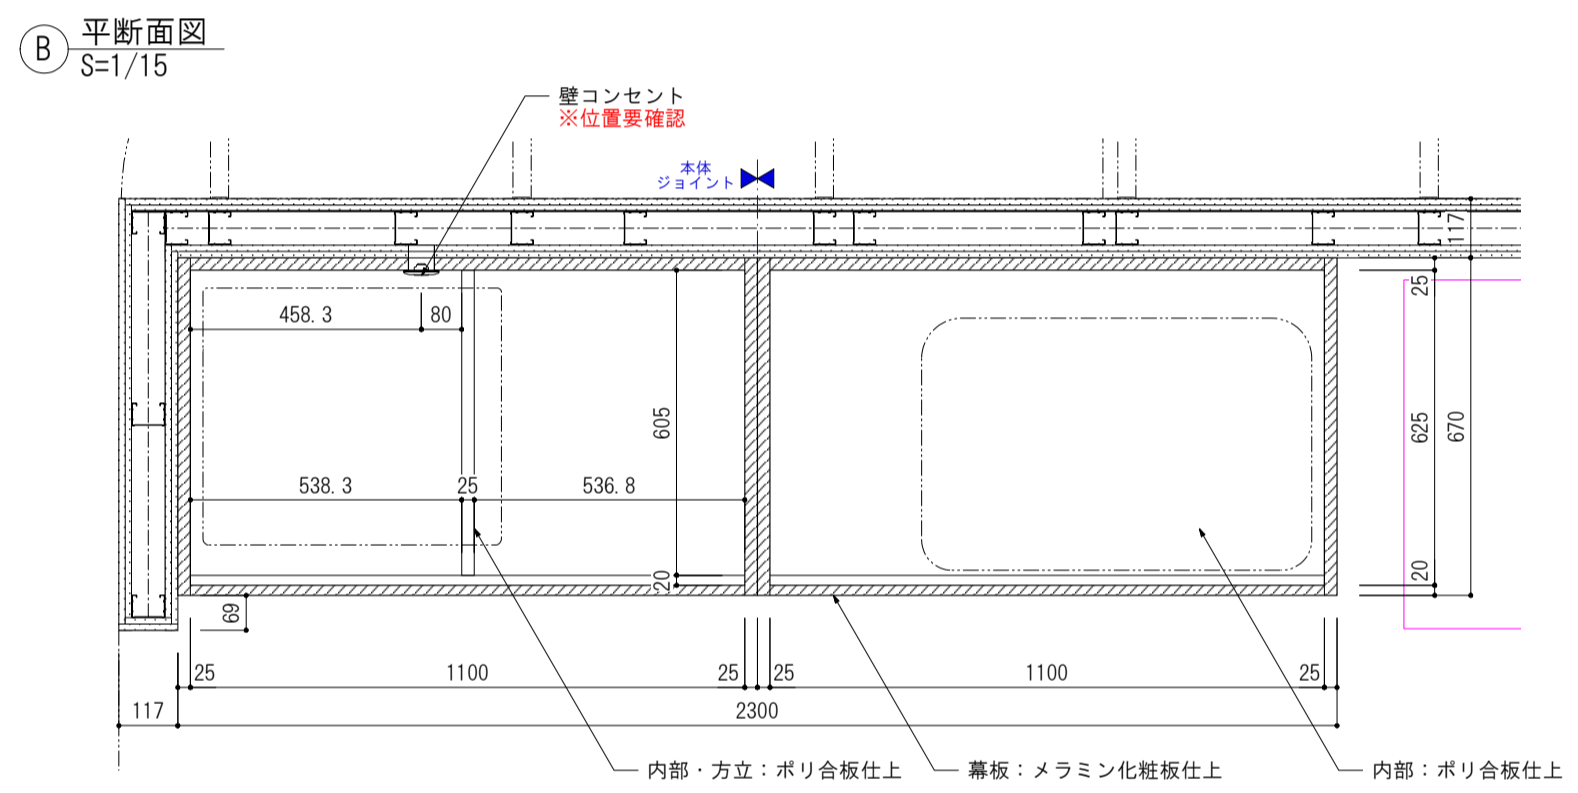 B 平断面図
S=1/15
壁コンセント
※位置要確認
本体
ジョイント
117
458.3
80
25
605
625
670
538.3
25
536.8
20
20
69
25
1100
25
25
1100
25
117
2300
内部・方立：ポリ合板仕上
幕板：メラミン化粧板仕上
内部：ポリ合板仕上